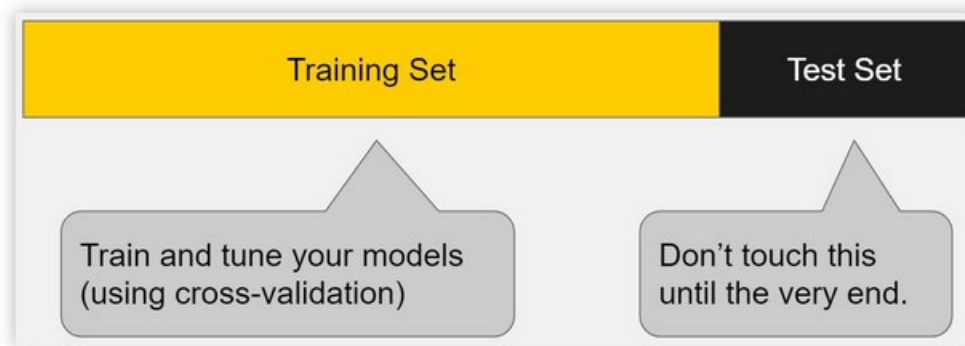 Training Set
Test Set
Train and tune your models
(using cross-validation)
Don’t touch this
until the very end.